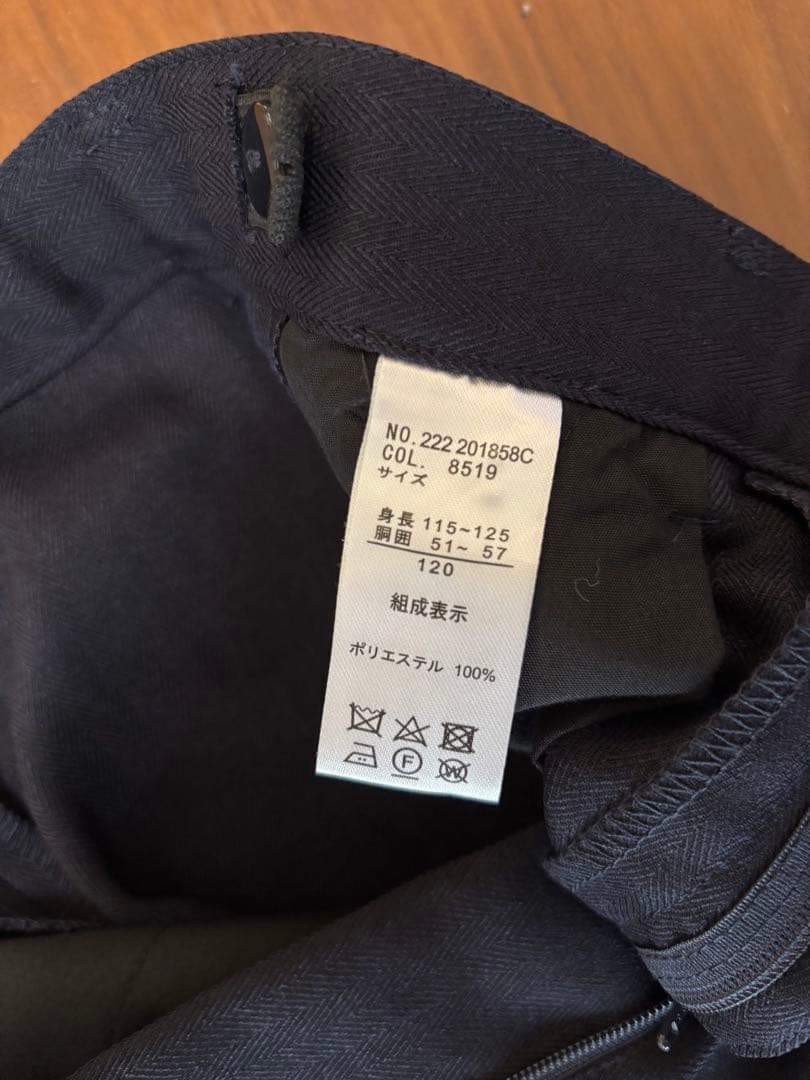 NO. 222 201858C
COL. 8519
サイズ
身長 115~125
胴囲 51~ 57
120
組成表示
ポリエステル 100%
F
W